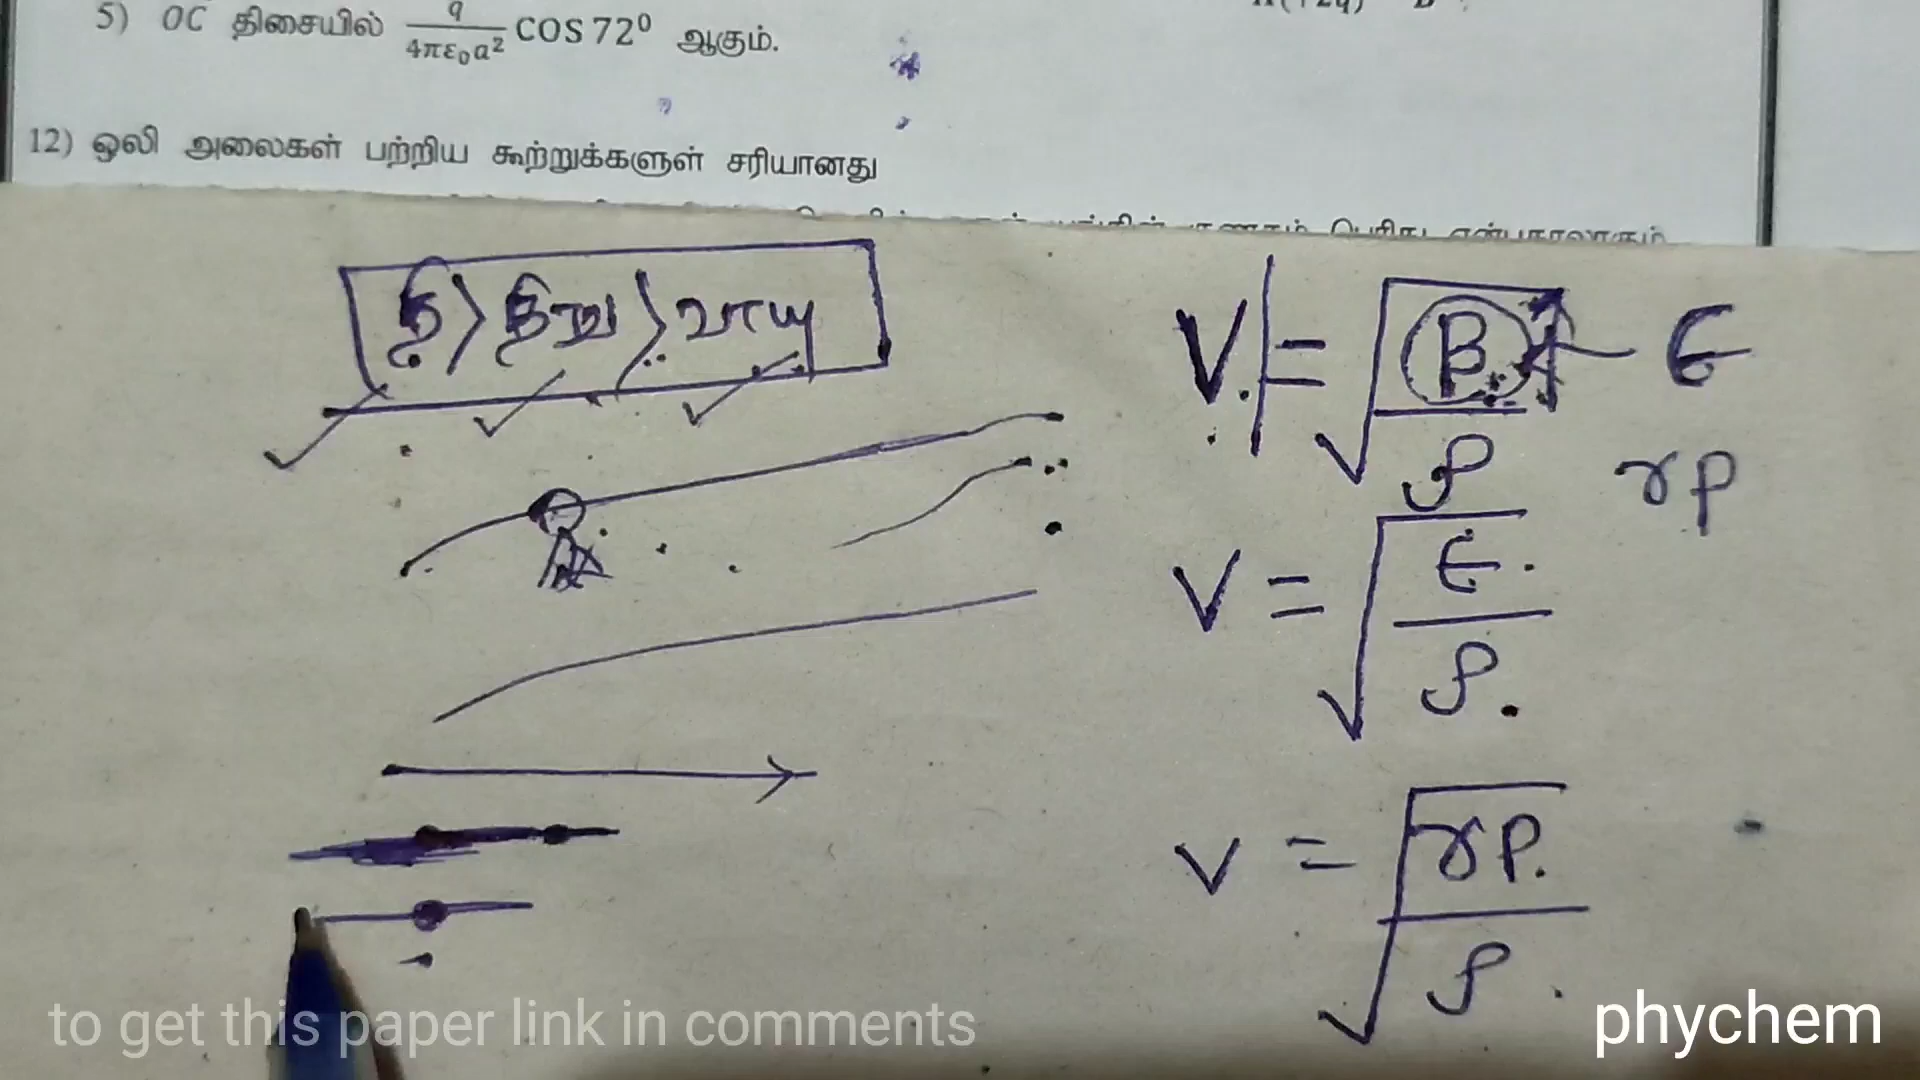 5) OC திசையில் q/4πε₀a² COS 72⁰ ஆகும்.
12) ஒலி அலைகள் பற்றிய கூற்றுக்களுள் சரியானது
தி > திரவ > வாயு
V = √B/ρ E
γP
V = √E/ρ
V = √γP/ρ
to get this paper link in comments
phychem